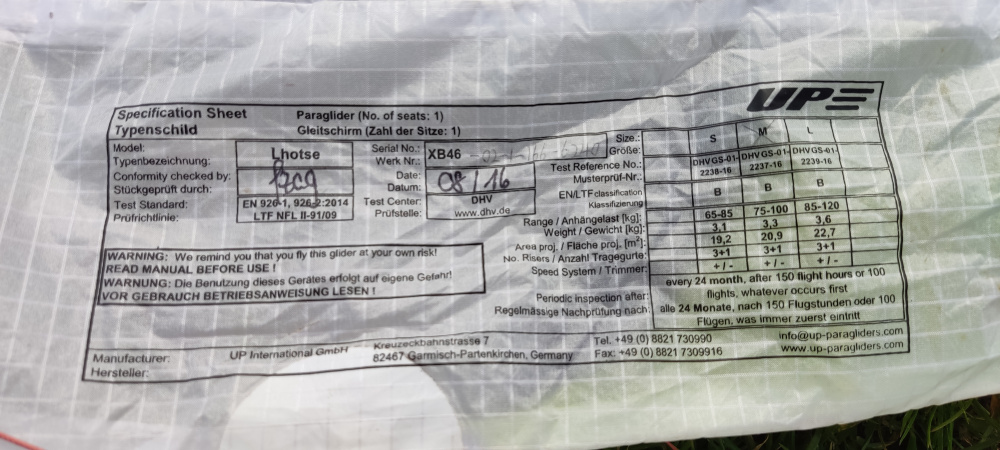 Specification Sheet Paraglider (No. of seats: 1)
Typenschild Gleitschirm (Zahl der Sitze: 1)
UP
Model: Lhotse
Typenbezeichnung:
Conformity checked by:
Stückgeprüft durch:
Test Standard: EN 926-1, 926-2:2014
Prüfrichtlinie: LTF NFL II-91/09
Serial No.: XB46
Werk Nr.:
Date: 08/16
Datum:
Test Center: DHV
Prüfstelle: www.dhv.de
Size.: S M L
Größe:
Test Reference No.: DHVGS-01-2238-16 DHVGS-01-2237-16 DHVGS-01-2239-16
Musterprüf-Nr.:
EN/LTF classification B B B
Klassifizierung
Range / Anhängelast [kg]: 65-85 75-100 85-120
Weight / Gewicht [kg]: 3,1 3,3 3,6
Area proj. / Fläche proj. [m²]: 19,2 20,9 22,7
No. Risers / Anzahl Tragegurte: 3+1 3+1 3+1
Speed System / Trimmer: + / - + / - + / -
Periodic inspection after: every 24 month, after 150 flight hours or 100
flights, whatever occurs first
Regelmässige Nachprüfung nach: alle 24 Monate, nach 150 Flugstunden oder 100
Flügen, was immer zuerst eintritt
WARNING: We remind you that you fly this glider at your own risk!
READ MANUAL BEFORE USE !
WARNUNG: Die Benutzung dieses Gerätes erfolgt auf eigene Gefahr!
VOR GEBRAUCH BETRIEBSANWEISUNG LESEN !
Manufacturer: UP International GmbH Kreuzeckbahnstrasse 7 Tel. +49 (0) 8821 730990 info@up-paragliders.com
Hersteller: 82467 Garmisch-Partenkirchen, Germany Fax: +49 (0) 8821 7309916 www.up-paragliders.com